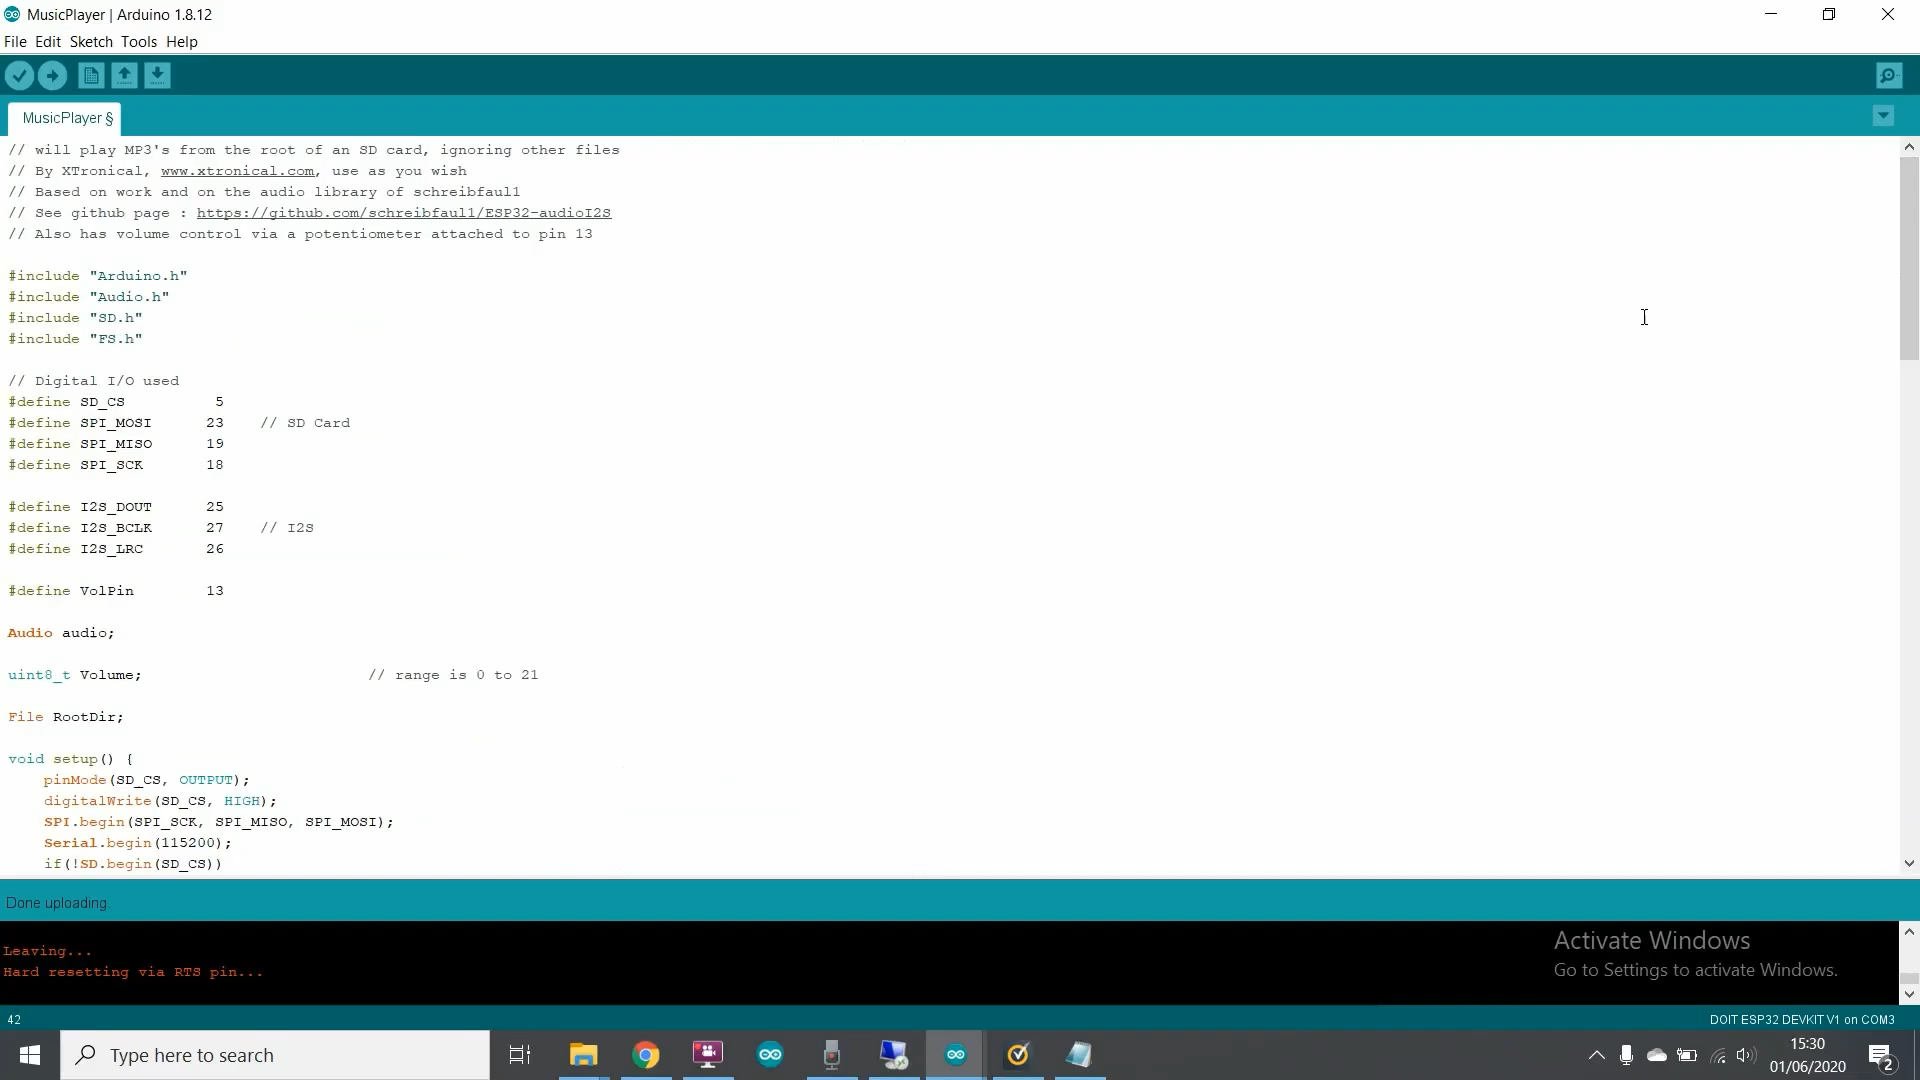 MusicPlayer | Arduino 1.8.12
File Edit Sketch Tools Help
MusicPlayer §
// will play MP3's from the root of an SD card, ignoring other files
// By XTronical, www.xtronical.com, use as you wish
// Based on work and on the audio library of schreibfaul1
// See github page : https://github.com/schreibfaul1/ESP32-audioI2S
// Also has volume control via a potentiometer attached to pin 13
#include "Arduino.h"
#include "Audio.h"
#include "SD.h"
#include "FS.h"
// Digital I/O used
#define SD_CS 5
#define SPI_MOSI 23 // SD Card
#define SPI_MISO 19
#define SPI_SCK 18
#define I2S_DOUT 25
#define I2S_BCLK 27 // I2S
#define I2S_LRC 26
#define VolPin 13
Audio audio;
uint8_t Volume; // range is 0 to 21
File RootDir;
void setup() {
pinMode(SD_CS, OUTPUT);
digitalWrite(SD_CS, HIGH);
SPI.begin(SPI_SCK, SPI_MISO, SPI_MOSI);
Serial.begin(115200);
if(!SD.begin(SD_CS))
Done uploading.
Leaving...
Hard resetting via RTS pin...
Activate Windows
Go to Settings to activate Windows.
42
DOIT ESP32 DEVKIT V1 on COM3
Type here to search
15:30
01/06/2020
2